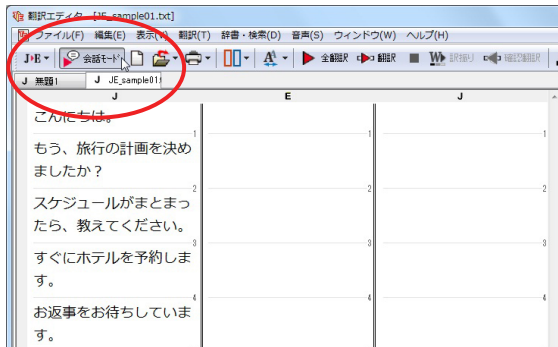 翻訳エディタ - [JE_sample01.txt]
ファイル(F) 編集(E) 表示(V) 翻訳(T) 辞書・検索(D) 音声(S) ウィンドウ(W) ヘルプ(H)
J▸E 会話モード 全翻訳 翻訳 訳振り 確認翻訳
J 無題1 J JE_sample01.
J E J
こんにちは。
1
もう、旅行の計画を決め
ましたか？
2 2 2
スケジュールがまとまっ
たら、教えてください。
3 3 3
すぐにホテルを予約しま
す。
4 4 4
お返事をお待ちしていま
す。